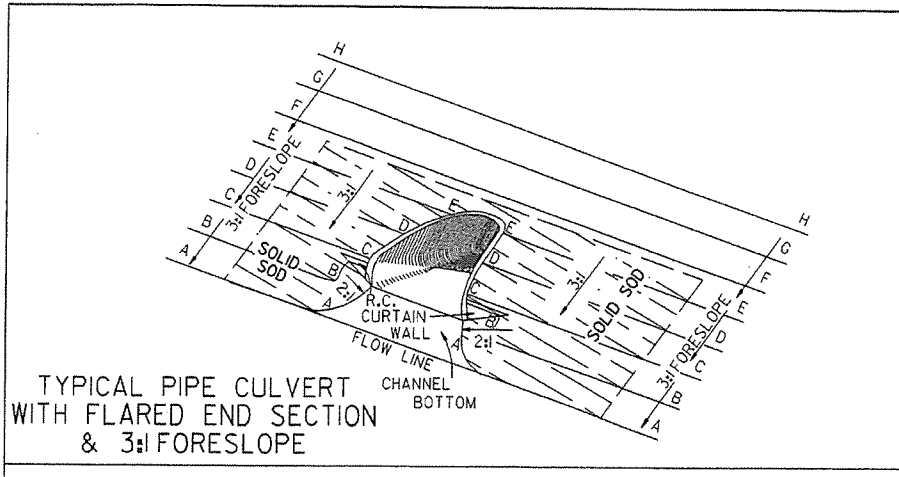 H
G
F
E
D
C
B
A
3:1 FORESLOPE
SOLID
SOD
3:1
E
D
C
B
A
2:1
E
D
C
B
A
2:1
R.C.
CURTAIN
WALL
FLOW LINE
CHANNEL
BOTTOM
3:1
SOLID SOD
3:1 FORESLOPE
H
G
F
E
D
C
B
A
TYPICAL PIPE CULVERT
WITH FLARED END SECTION
& 3:1 FORESLOPE